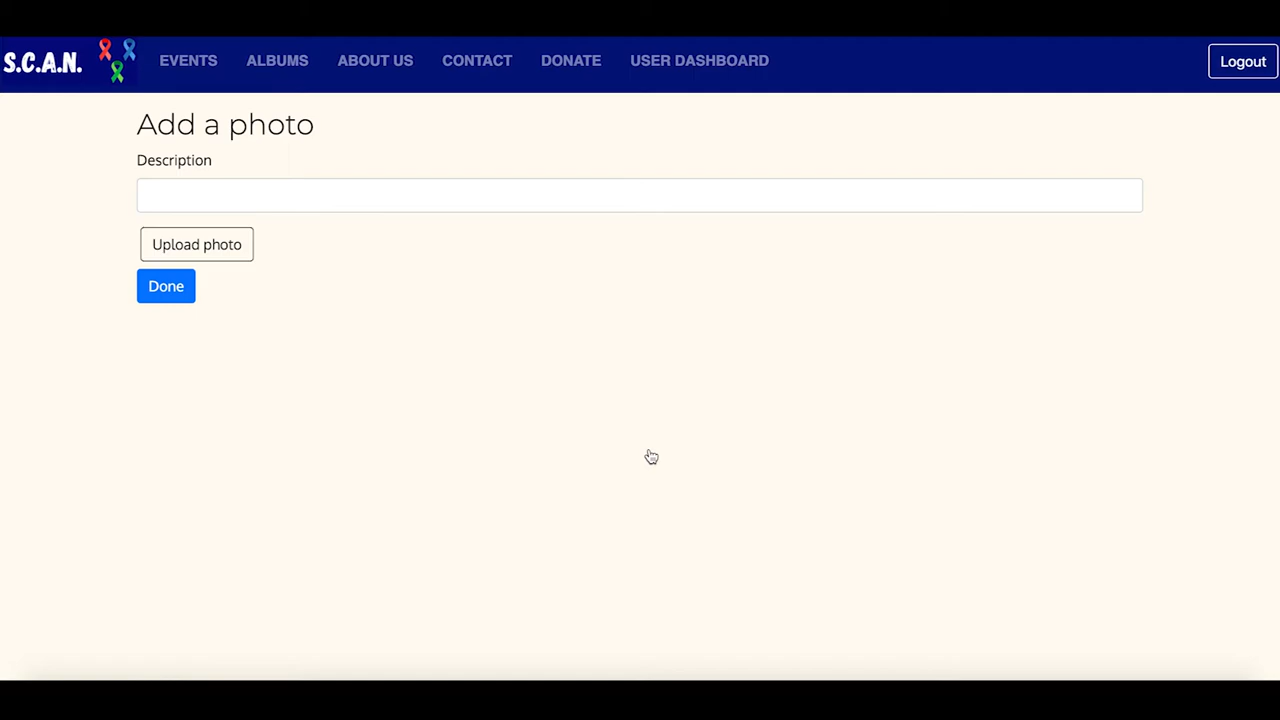 S.C.A.N. EVENTS ALBUMS ABOUT US CONTACT DONATE USER DASHBOARD Logout
Add a photo
Description
Upload photo
Done